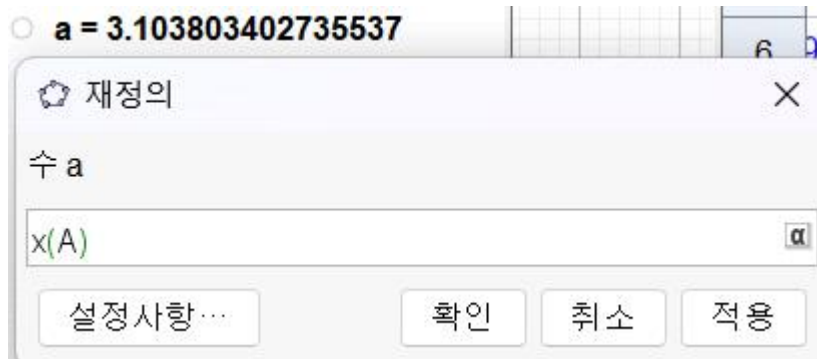 a = 3.103803402735537
6
재정의
수 a
x(A)
α
설정사항…
확인
취소
적용